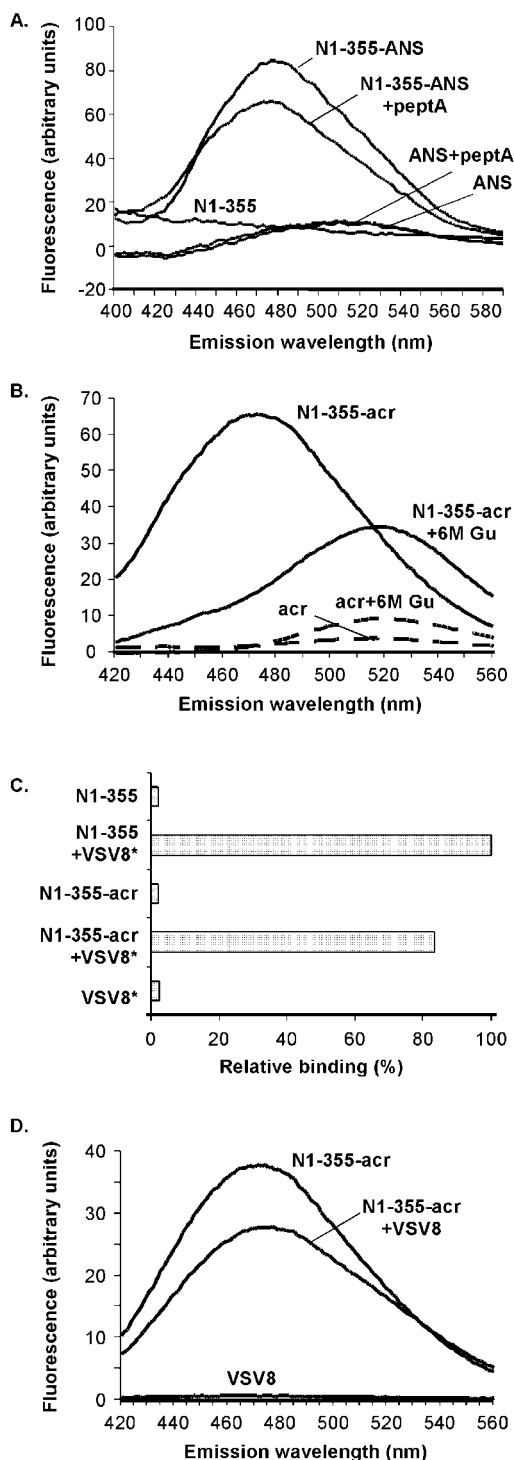 A.
Fluorescence (arbitrary units)
100
80
60
40
20
0
-20
N1-355-ANS
N1-355-ANS
+peptA
ANS+peptA
ANS
N1-355
400 420 440 460 480 500 520 540 560 580
Emission wavelength (nm)
B.
Fluorescence (arbitrary units)
70
60
50
40
30
20
10
0
N1-355-acr
N1-355-acr
+6M Gu
acr+6M Gu
acr
420 440 460 480 500 520 540 560
Emission wavelength (nm)
C.
N1-355
N1-355
+VSV8*
N1-355-acr
N1-355-acr
+VSV8*
VSV8*
0 20 40 60 80 100
Relative binding (%)
D.
Fluorescence (arbitrary units)
40
30
20
10
0
N1-355-acr
N1-355-acr
+VSV8
VSV8
420 440 460 480 500 520 540 560
Emission wavelength (nm)